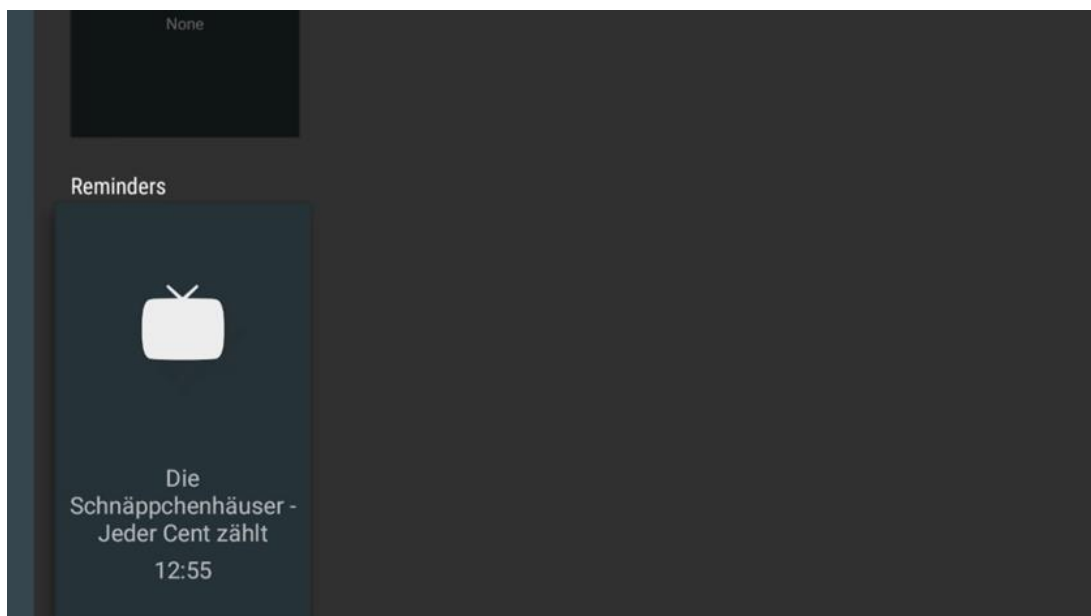 None
Reminders
Die
Schnäppchenhäuser -
Jeder Cent zählt
12:55